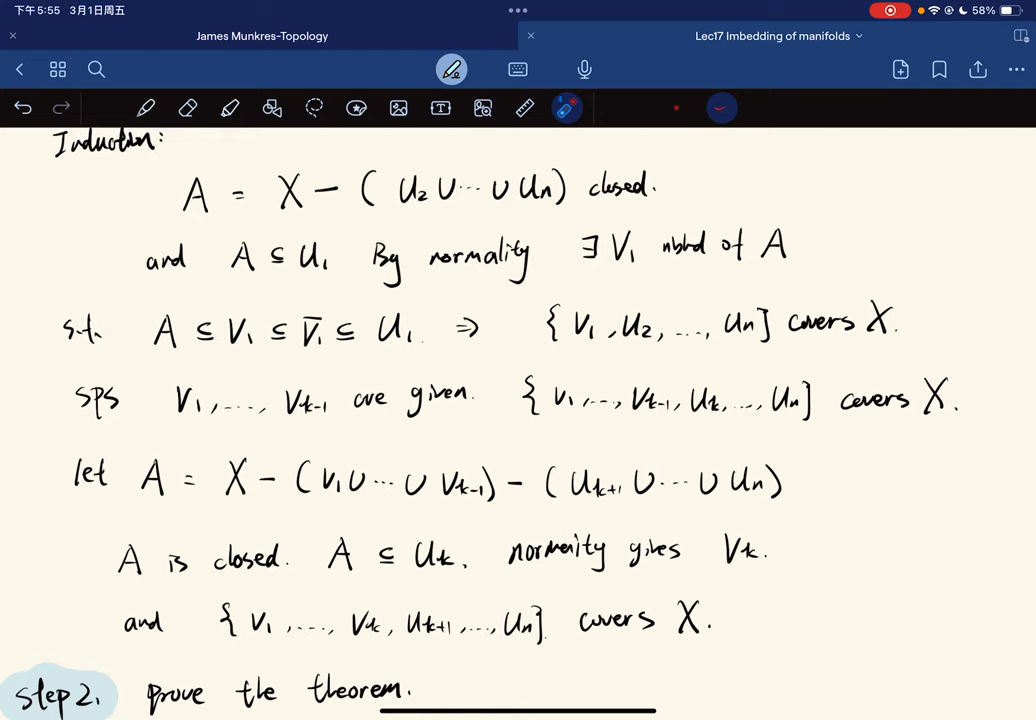 下午5:55 3月1日周五
58%
James Munkres-Topology
Lec17 Imbedding of manifolds
Induction:
A = X − ( U₂ ∪ ··· ∪ Uₙ) closed.
and A ⊆ U₁ By normality ∃ V₁ nbhd of A
s.t. A ⊆ V₁ ⊆ V̅₁ ⊆ U₁. ⇒ { V₁, U₂, ..., Uₙ} covers X.
sps V₁, ..., Vₖ₋₁ are given. { V₁, ..., Vₖ₋₁, Uₖ, ..., Uₙ} covers X.
let A = X − (V₁ ∪ ··· ∪ Vₖ₋₁) − (Uₖ₊₁ ∪ ··· ∪ Uₙ)
A is closed. A ⊆ Uₖ. normality gives Vₖ.
and { V₁, ..., Vₖ, Uₖ₊₁, ..., Uₙ}. covers X.
step 2. prove the theorem.